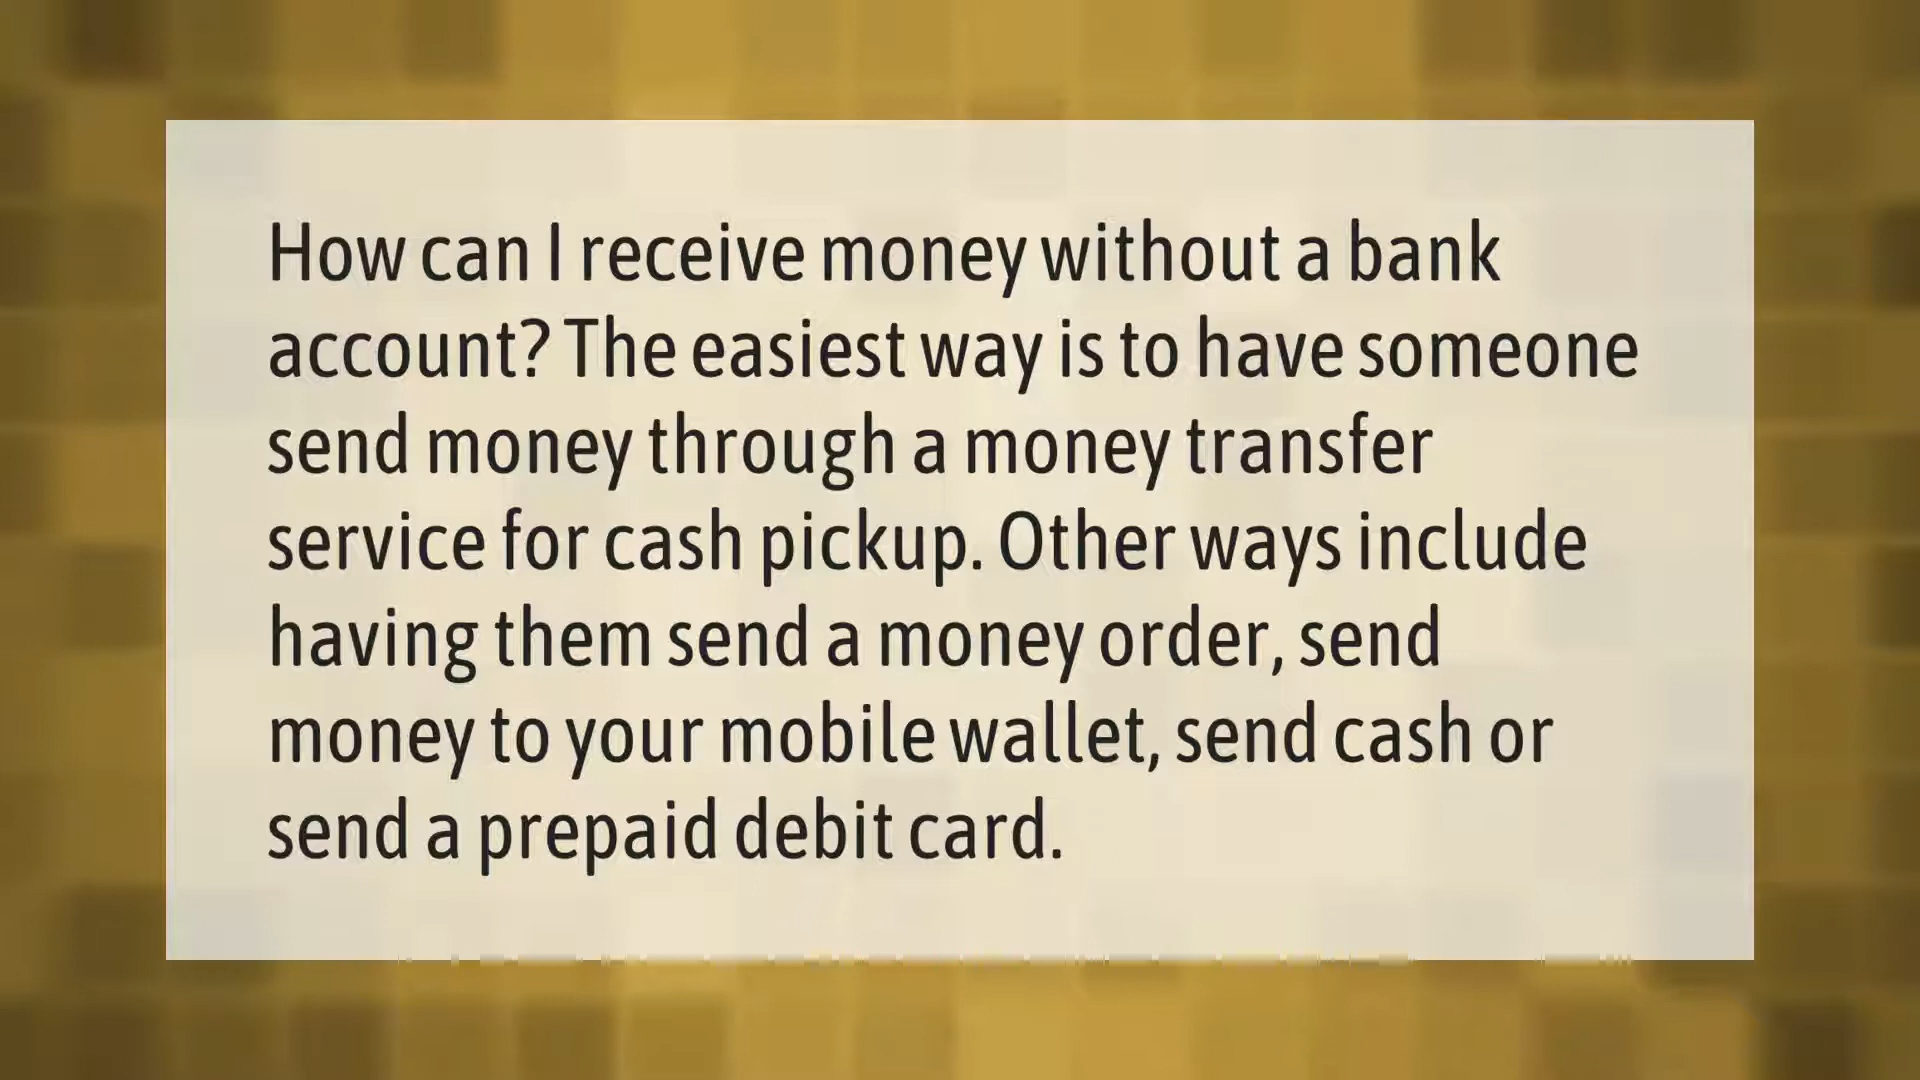 How can I receive money without a bank
account? The easiest way is to have someone
send money through a money transfer
service for cash pickup. Other ways include
having them send a money order, send
money to your mobile wallet, send cash or
send a prepaid debit card.